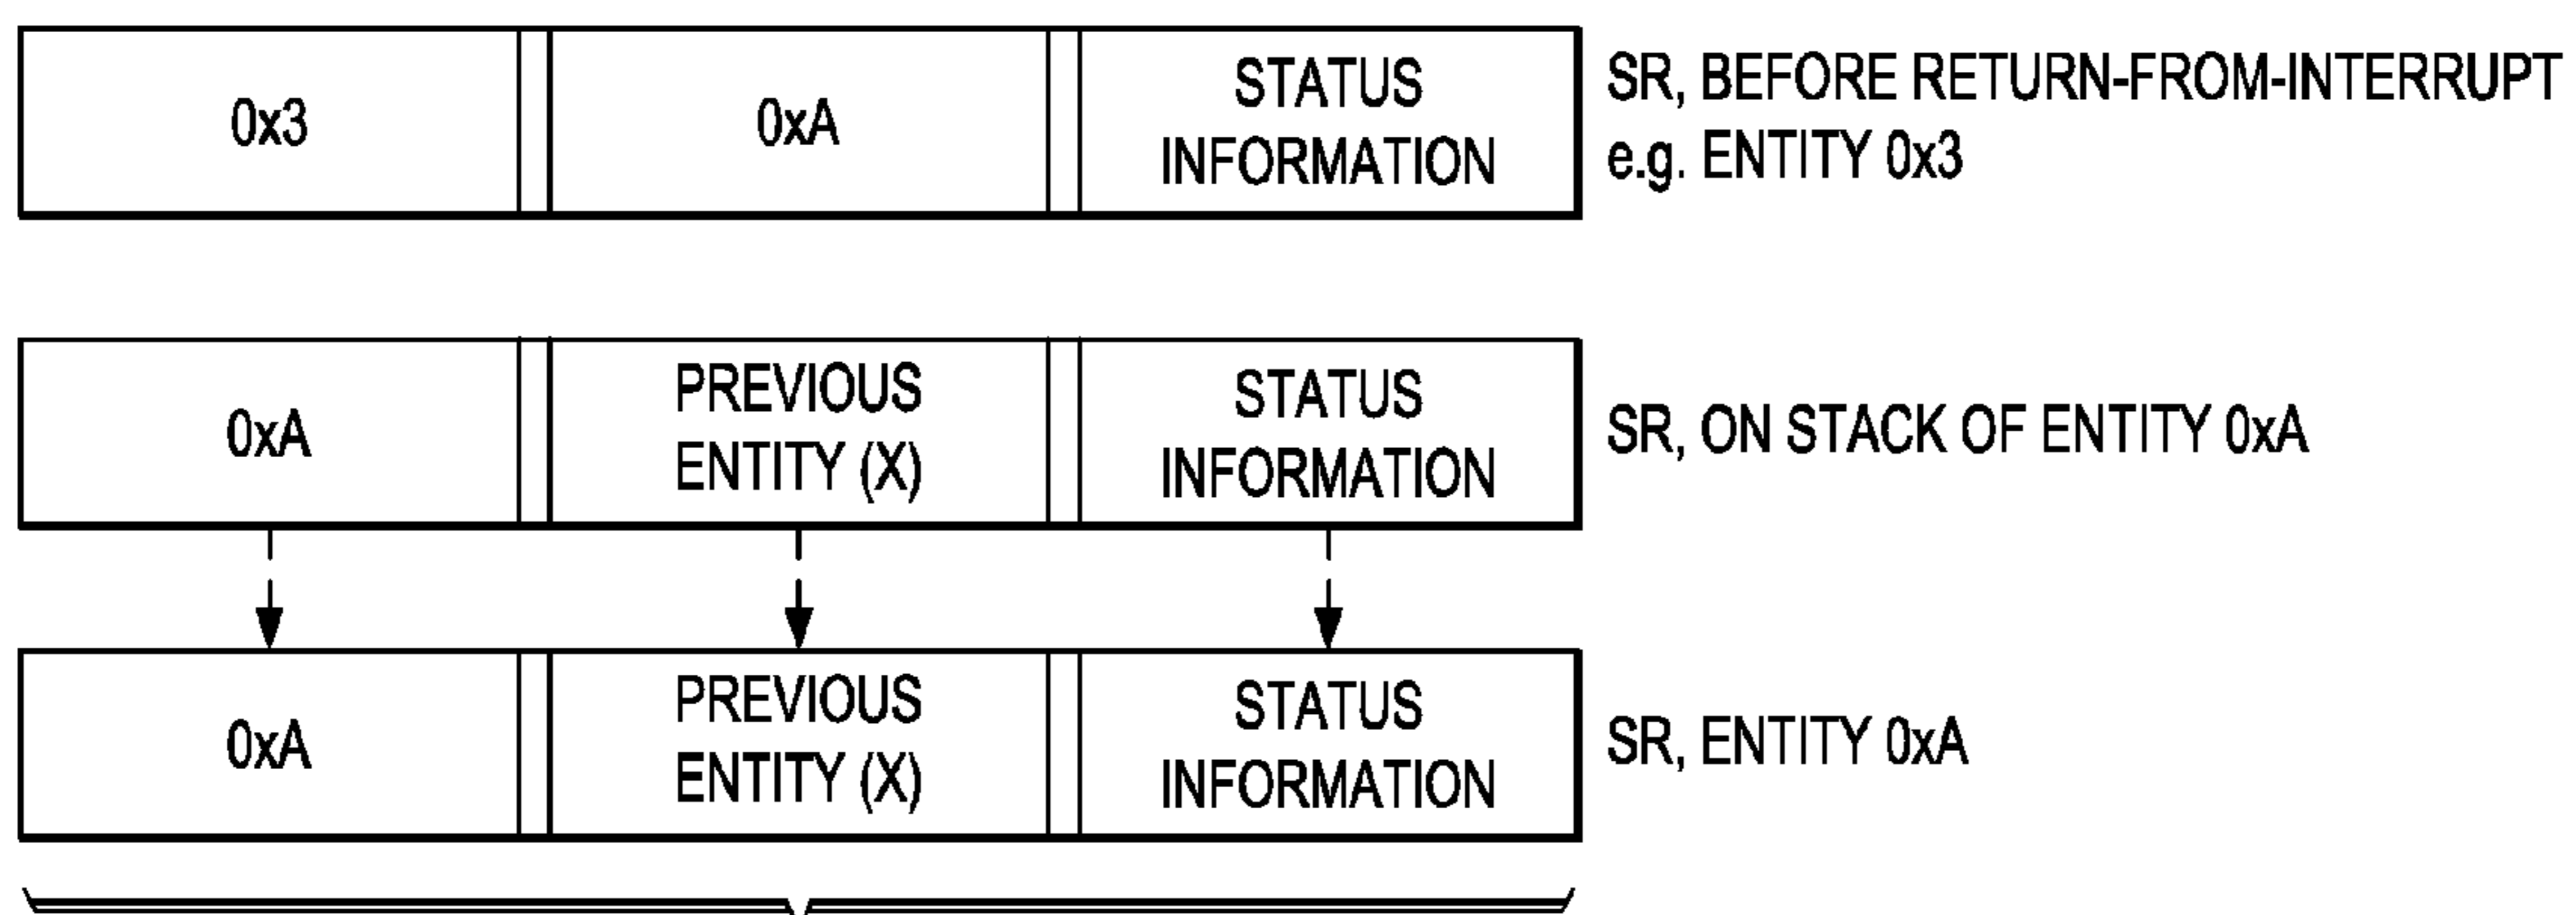 0x3
0xA
STATUS
INFORMATION
SR, BEFORE RETURN-FROM-INTERRUPT
e.g. ENTITY 0x3
0xA
PREVIOUS
ENTITY (X)
STATUS
INFORMATION
SR, ON STACK OF ENTITY 0xA
0xA
PREVIOUS
ENTITY (X)
STATUS
INFORMATION
SR, ENTITY 0xA